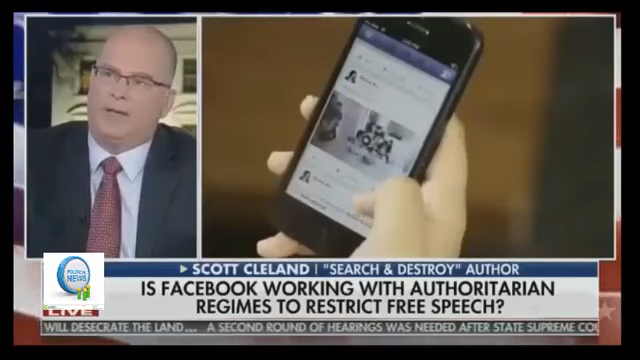 POLITICAL
NEWS
SCOTT CLELAND | "SEARCH & DESTROY" AUTHOR
IS FACEBOOK WORKING WITH AUTHORITARIAN
REGIMES TO RESTRICT FREE SPEECH?
LIVE
WILL DESECRATE THE LAND... A SECOND ROUND OF HEARINGS WAS NEEDED AFTER STATE SUPREME COU